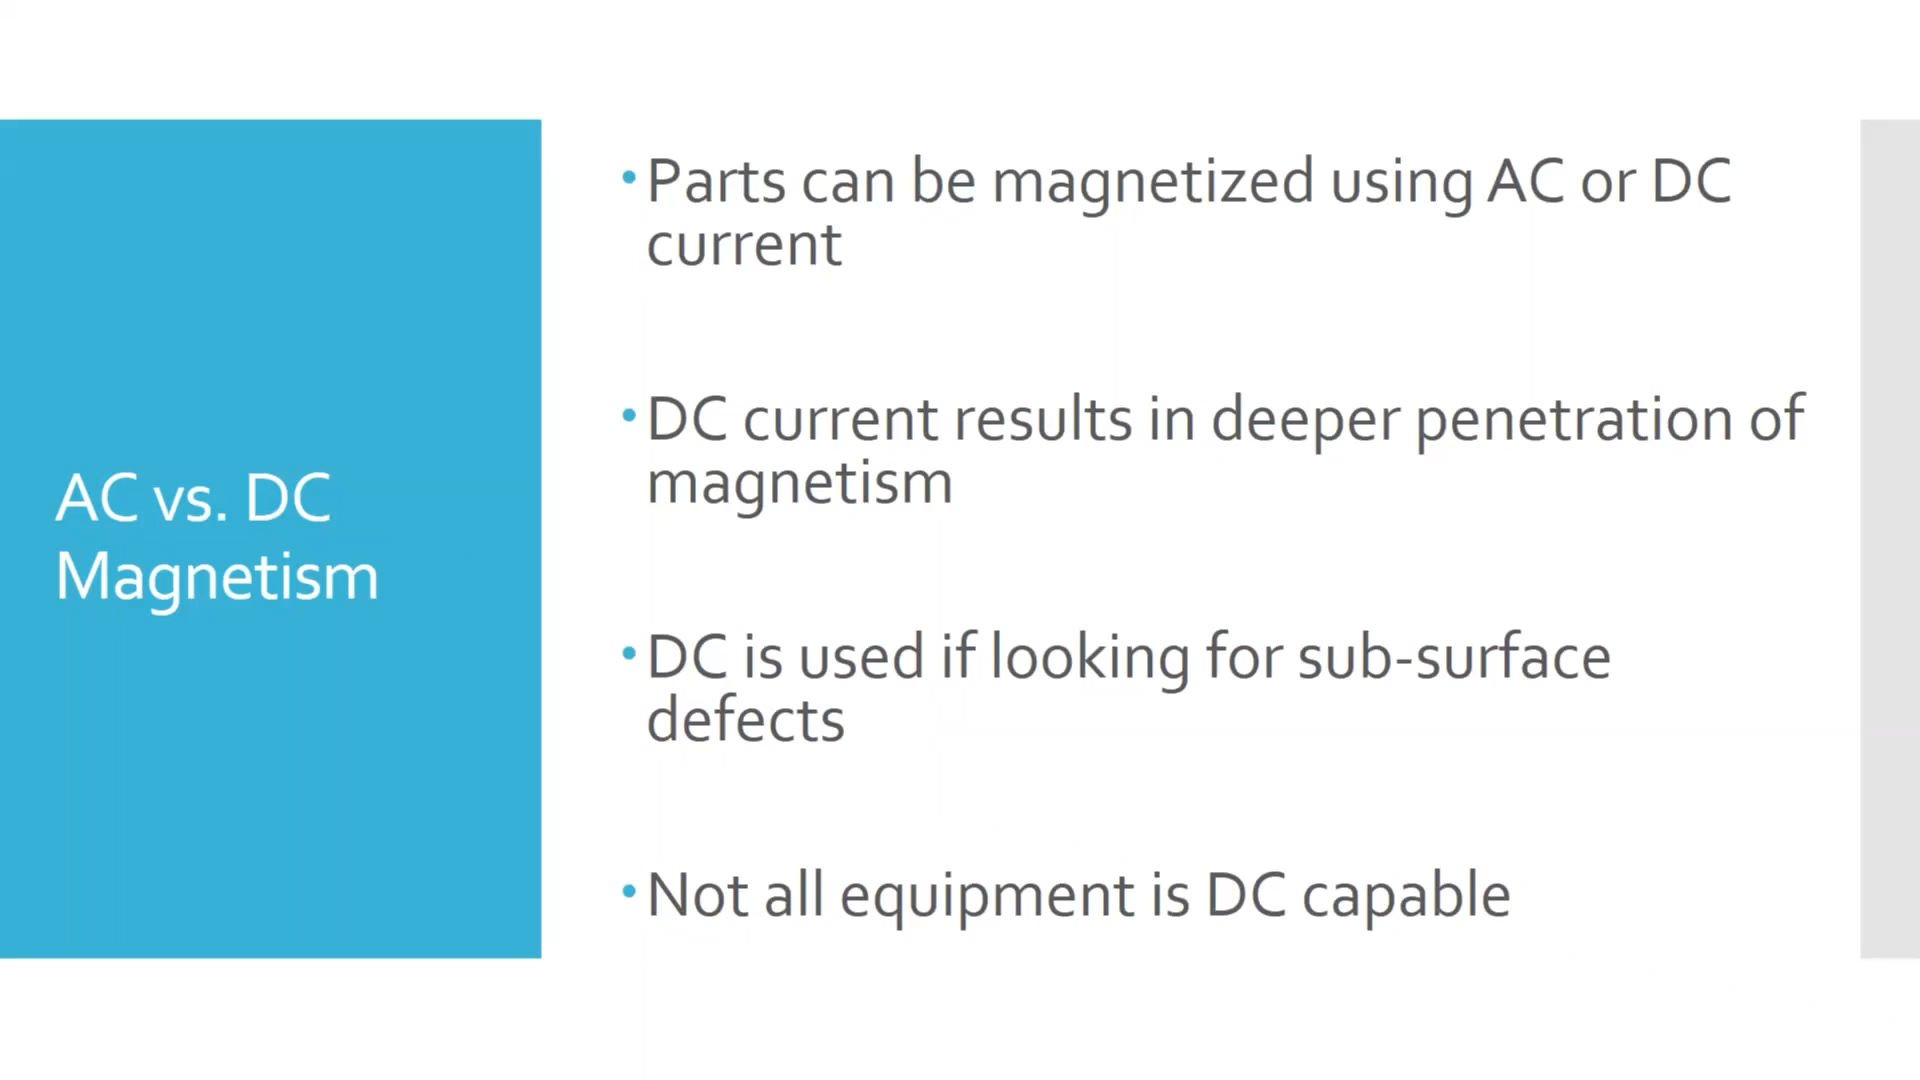 AC vs. DC
Magnetism
• Parts can be magnetized using AC or DC
current
• DC current results in deeper penetration of
magnetism
• DC is used if looking for sub-surface
defects
• Not all equipment is DC capable